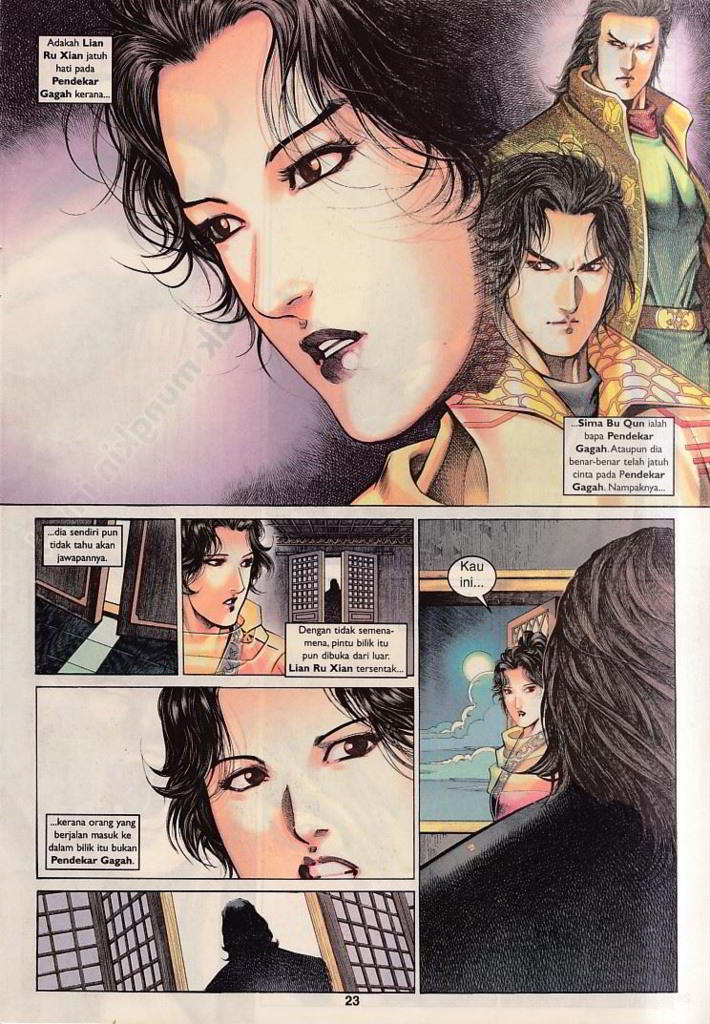 Adakah Lian
Ru Xian jatuh
hati pada
Pendekar
Gagah kerana...
...Sima Bu Qun ialah
bapa Pendekar
Gagah. Ataupun dia
benar-benar telah jatuh
cinta pada Pendekar
Gagah. Nampaknya...
...dia sendiri pun
tidak tahu akan
jawapannya.
Dengan tidak semena-
mena, pintu bilik itu
pun dibuka dari luar.
Lian Ru Xian tersentak...
Kau
ini...
...kerana orang yang
berjalan masuk ke
dalam bilik itu bukan
Pendekar Gagah.
23